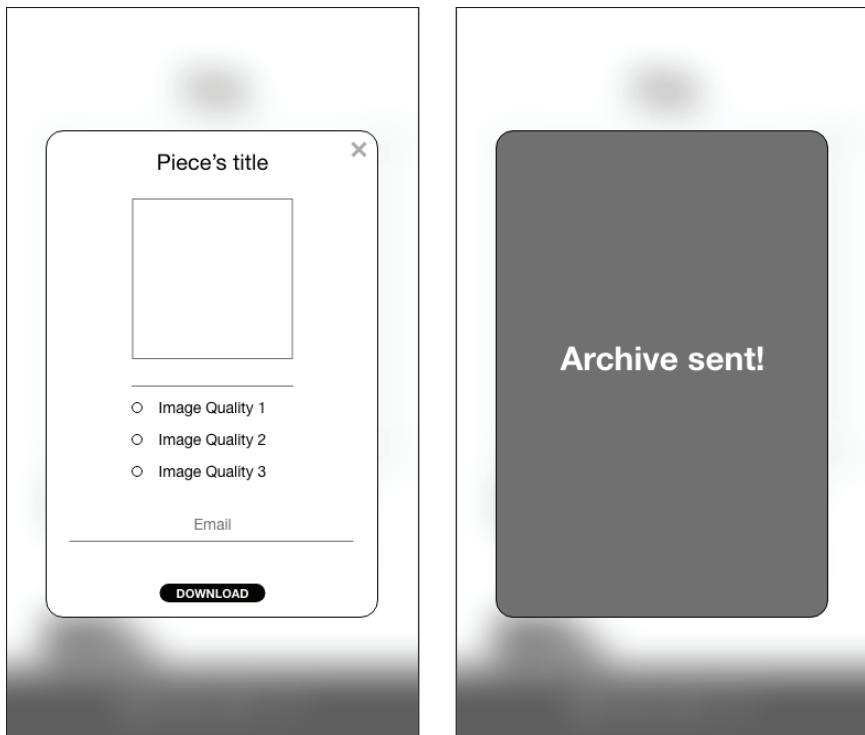 Piece’s title
Image Quality 1
Image Quality 2
Image Quality 3
Email
DOWNLOAD
Archive sent!